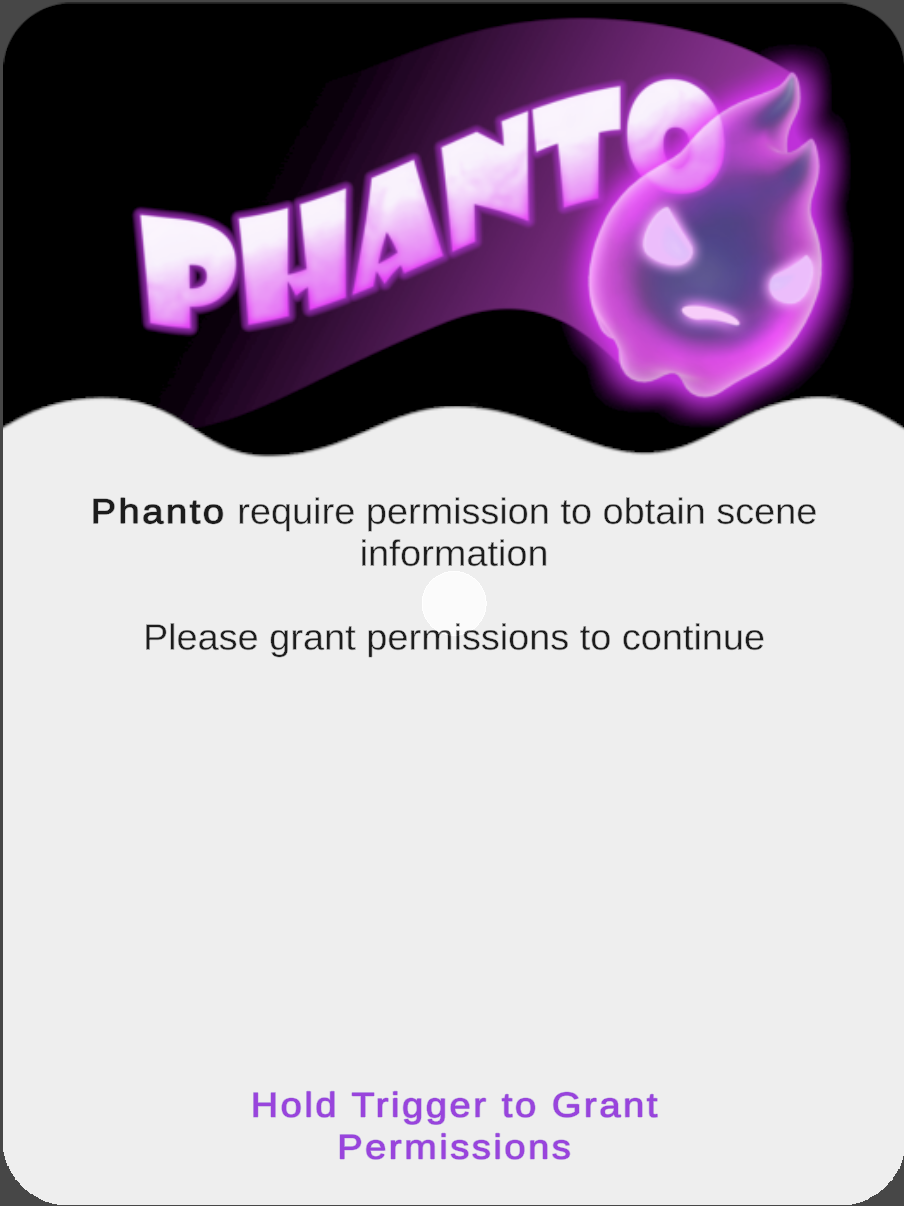 PHANTO
Phanto require permission to obtain scene
information
Please grant permissions to continue
Hold Trigger to Grant
Permissions